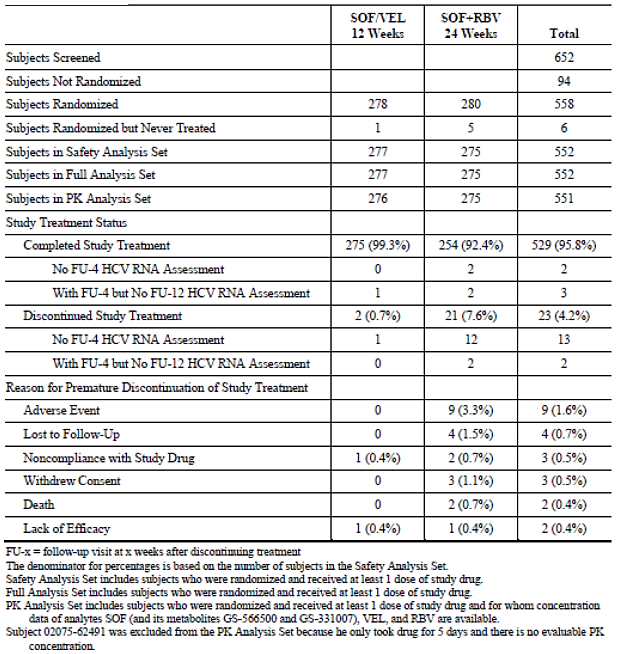 SOF/VEL SOF+RBV
12 Weeks 24 Weeks Total
Subjects Screened 652
Subjects Not Randomized 94
Subjects Randomized 278 280 558
Subjects Randomized but Never Treated 1 5 6
Subjects in Safety Analysis Set 277 275 552
Subjects in Full Analysis Set 277 275 552
Subjects in PK Analysis Set 276 275 551
Study Treatment Status
Completed Study Treatment 275 (99.3%) 254 (92.4%) 529 (95.8%)
No FU-4 HCV RNA Assessment 0 2 2
With FU-4 but No FU-12 HCV RNA Assessment 1 2 3
Discontinued Study Treatment 2 (0.7%) 21 (7.6%) 23 (4.2%)
No FU-4 HCV RNA Assessment 1 12 13
With FU-4 but No FU-12 HCV RNA Assessment 0 2 2
Reason for Premature Discontinuation of Study Treatment
Adverse Event 0 9 (3.3%) 9 (1.6%)
Lost to Follow-Up 0 4 (1.5%) 4 (0.7%)
Noncompliance with Study Drug 1 (0.4%) 2 (0.7%) 3 (0.5%)
Withdrew Consent 0 3 (1.1%) 3 (0.5%)
Death 0 2 (0.7%) 2 (0.4%)
Lack of Efficacy 1 (0.4%) 1 (0.4%) 2 (0.4%)
FU-x = follow-up visit at x weeks after discontinuing treatment
The denominator for percentages is based on the number of subjects in the Safety Analysis Set.
Safety Analysis Set includes subjects who were randomized and received at least 1 dose of study drug.
Full Analysis Set includes subjects who were randomized and received at least 1 dose of study drug.
PK Analysis Set includes subjects who were randomized and received at least 1 dose of study drug and for whom concentration
data of analytes SOF (and its metabolites GS-566500 and GS-331007), VEL, and RBV are available.
Subject 02075-62491 was excluded from the PK Analysis Set because he only took drug for 5 days and there is no evaluable PK
concentration.